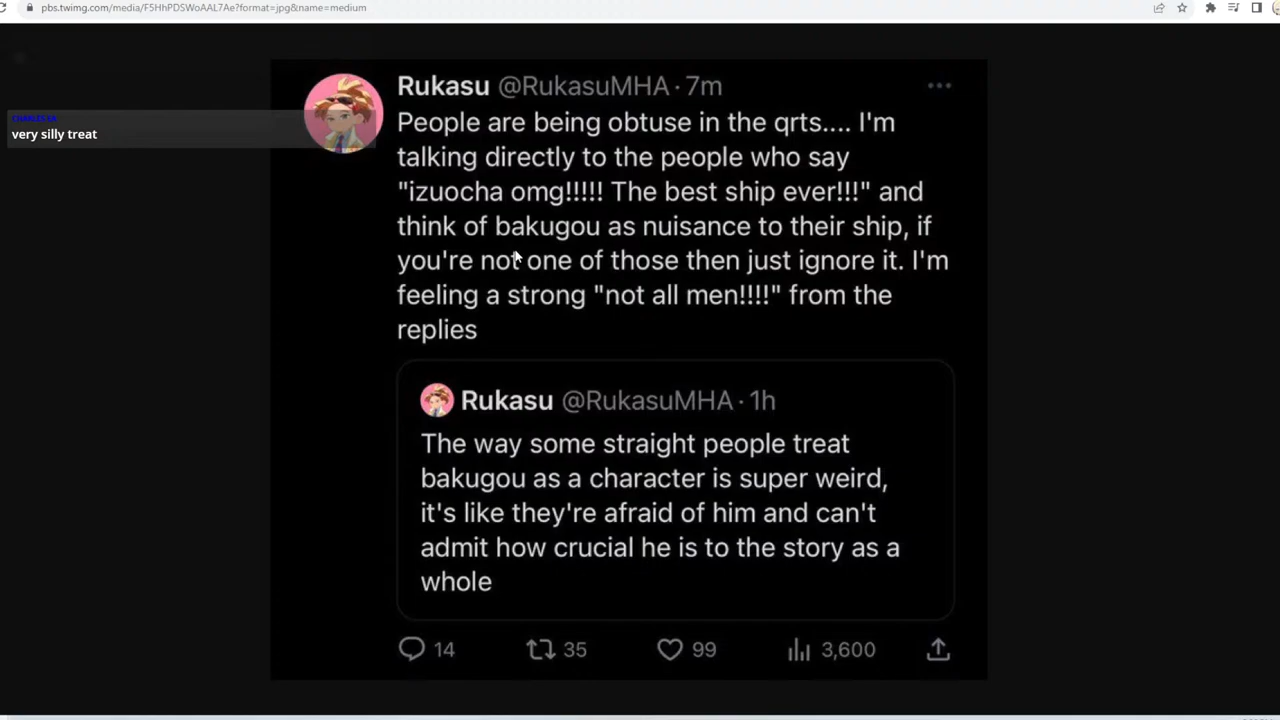 pbs.twimg.com/media/F5HhPDSWoAAL7Ae?format=jpg&name=medium
very silly treat
Rukasu @RukasuMHA · 7m
People are being obtuse in the qrts.... I'm
talking directly to the people who say
"izuocha omg!!!!! The best ship ever!!!" and
think of bakugou as nuisance to their ship, if
you're not one of those then just ignore it. I'm
feeling a strong "not all men!!!!" from the
replies
Rukasu @RukasuMHA · 1h
The way some straight people treat
bakugou as a character is super weird,
it's like they're afraid of him and can't
admit how crucial he is to the story as a
whole
14 35 99 3,600